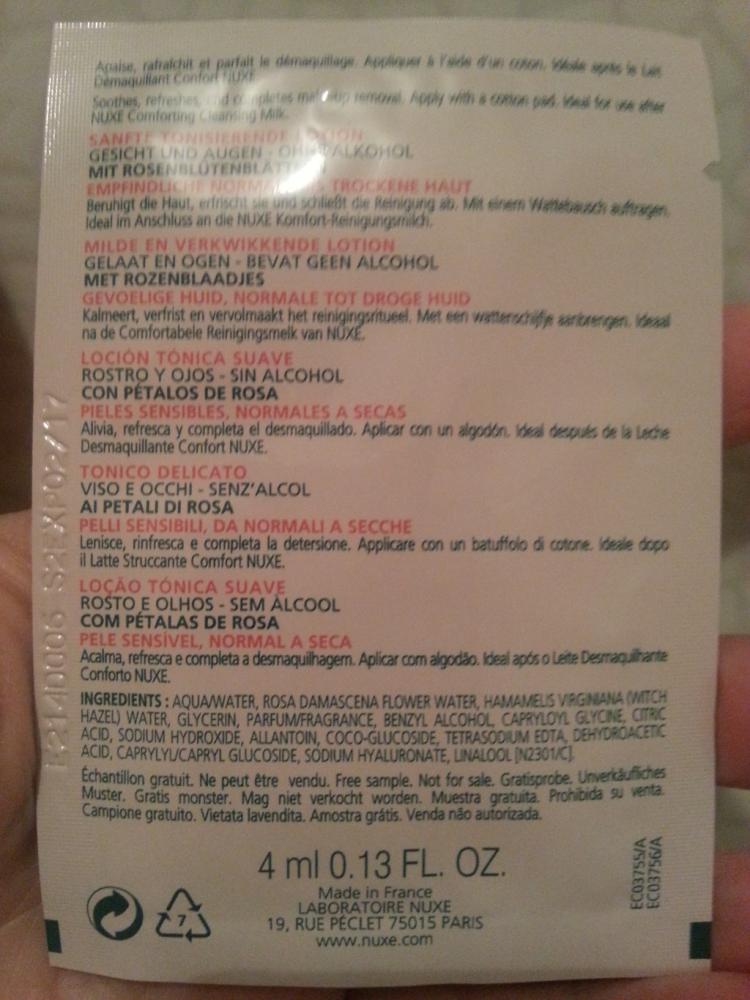 Apaise, rafraîchit et parfait le démaquillage. Appliquer à l'aide d'un coton. Idéale après le Lait
Démaquillant Confort NUXE.
Soothes, refreshes, and completes make-up removal. Apply with a cotton pad. Ideal for use after
NUXE Comforting Cleansing Milk.
SANFTE TONISIERENDE LOTION
GESICHT UND AUGEN - OHNE ALKOHOL
MIT ROSENBLÜTENBLÄTTERN
EMPFINDLICHE NORMALE BIS TROCKENE HAUT
Beruhigt die Haut, erfrischt sie und schließt die Reinigung ab. Mit einem Wattebausch auftragen.
Ideal im Anschluss an die NUXE Komfort-Reinigungsmilch.
MILDE EN VERKWIKKENDE LOTION
GELAAT EN OGEN - BEVAT GEEN ALCOHOL
MET ROZENBLAADJES
GEVOELIGE HUID, NORMALE TOT DROGE HUID
Kalmeert, verfrist en vervolmaakt het reinigingsritueel. Met een wattenschijfje aanbrengen. Ideaal
na de Comfortabele Reinigingsmelk van NUXE.
LOCIÓN TÓNICA SUAVE
ROSTRO Y OJOS - SIN ALCOHOL
CON PÉTALOS DE ROSA
PIELES SENSIBLES, NORMALES A SECAS
Alivia, refresca y completa el desmaquillado. Aplicar con un algodón. Ideal después de la Leche
Desmaquillante Confort NUXE.
TONICO DELICATO
VISO E OCCHI - SENZ'ALCOL
AI PETALI DI ROSA
PELLI SENSIBILI, DA NORMALI A SECCHE
Lenisce, rinfresca e completa la detersione. Applicare con un batuffolo di cotone. Ideale dopo
il Latte Struccante Comfort NUXE.
LOÇÃO TÓNICA SUAVE
ROSTO E OLHOS - SEM ÁLCOOL
COM PÉTALAS DE ROSA
PELE SENSÍVEL, NORMAL A SECA
Acalma, refresca e completa a desmaquilhagem. Aplicar com algodão. Ideal após o Leite Desmaquilhante
Conforto NUXE.
INGREDIENTS : AQUA/WATER, ROSA DAMASCENA FLOWER WATER, HAMAMELIS VIRGINIANA (WITCH
HAZEL) WATER, GLYCERIN, PARFUM/FRAGRANCE, BENZYL ALCOHOL, CAPRYLOYL GLYCINE, CITRIC
ACID, SODIUM HYDROXIDE, ALLANTOIN, COCO-GLUCOSIDE, TETRASODIUM EDTA, DEHYDROACETIC
ACID, CAPRYLYL/CAPRYL GLUCOSIDE, SODIUM HYALURONATE, LINALOOL [N2301/C].
Échantillon gratuit. Ne peut être vendu. Free sample. Not for sale. Gratisprobe. Unverkäufliches
Muster. Gratis monster. Mag niet verkocht worden. Muestra gratuita. Prohibida su venta.
Campione gratuito. Vietata lavendita. Amostra grátis. Venda não autorizada.
4 ml 0.13 FL. OZ.
Made in France
LABORATOIRE NUXE
19, RUE PÉCLET 75015 PARIS
www.nuxe.com
7
EC03755/A
EC03756/A
EXP02/17